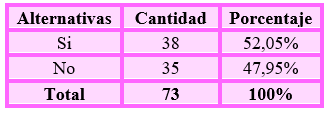 Alternativas Cantidad Porcentaje
Si 38 52,05%
No 35 47,95%
Total 73 100%